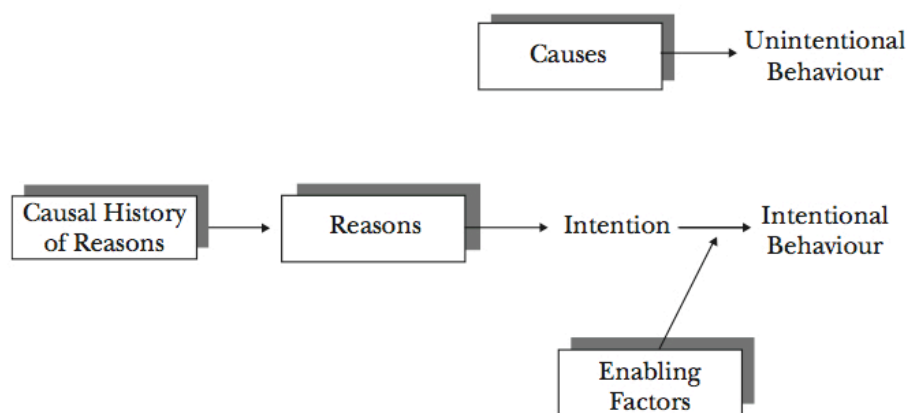 Causes
Unintentional
Behaviour
Causal History
of Reasons
Reasons
Intention
Intentional
Behaviour
Enabling
Factors